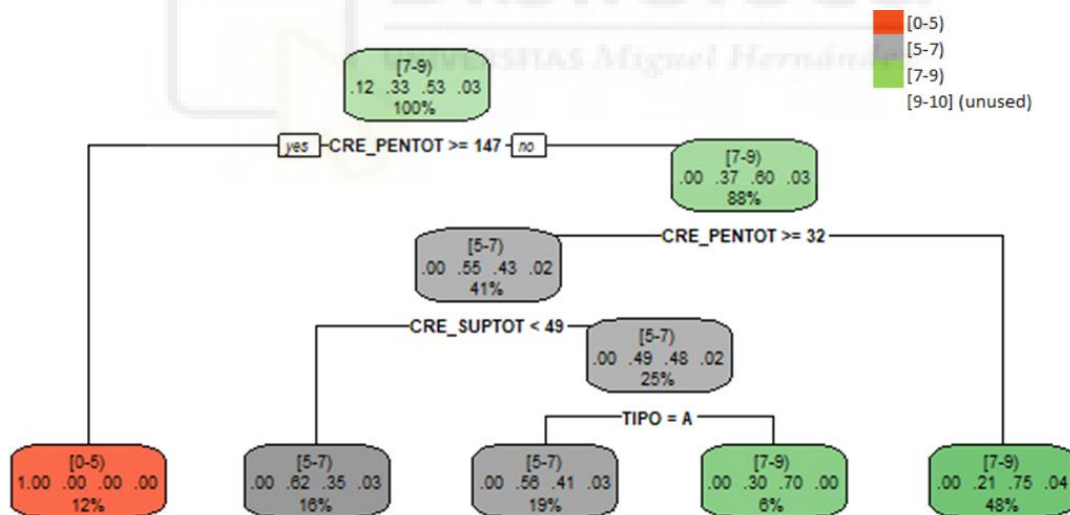 [0-5)
[5-7)
UNIVERSITAS Miguel Hernández
[7-9)
[9-10] (unused)
[7-9)
.12 .33 .53 .03
100%
yes CRE_PENTOT >= 147 no
[7-9)
.00 .37 .60 .03
88%
CRE_PENTOT >= 32
[5-7)
.00 .55 .43 .02
41%
CRE_SUPTOT < 49
[5-7)
.00 .49 .48 .02
25%
TIPO = A
[0-5)
1.00 .00 .00 .00
12%
[5-7)
.00 .62 .35 .03
16%
[5-7)
.00 .56 .41 .03
19%
[7-9)
.00 .30 .70 .00
6%
[7-9)
.00 .21 .75 .04
48%